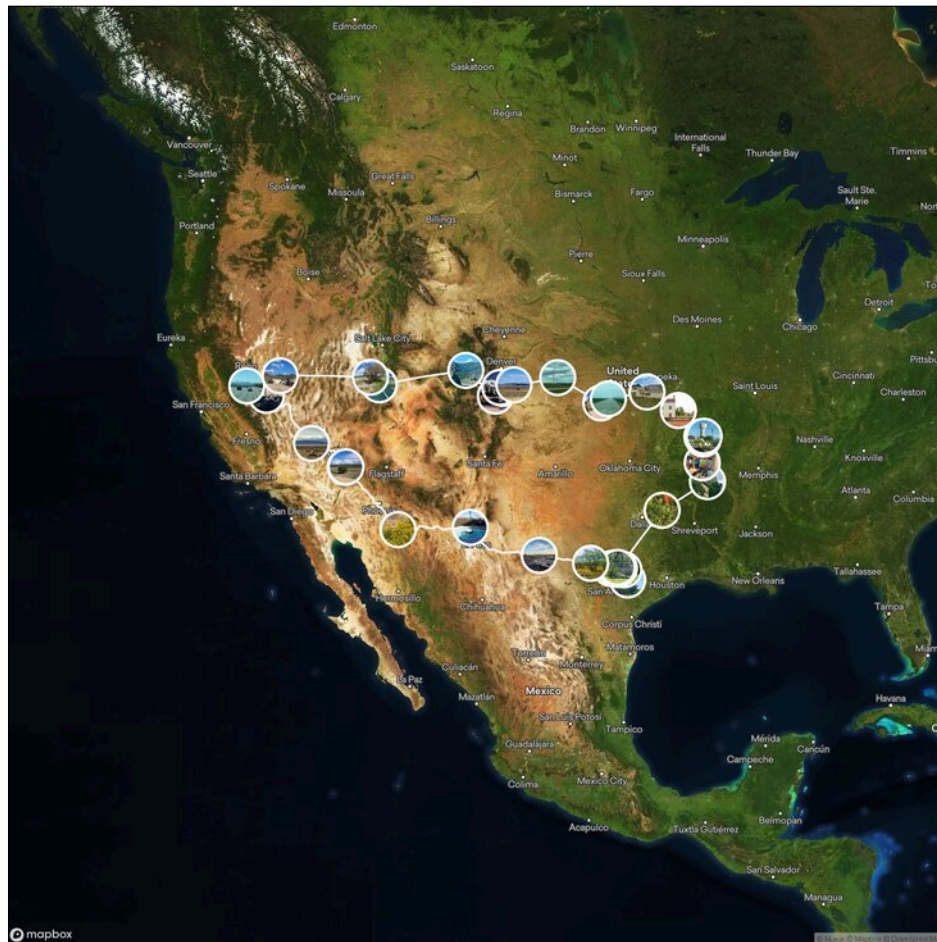 Edmonton
Saskatoon
Calgary
Regina
Brandon
Winnipeg
International
Falls
Vancouver
Thunder Bay
Timmins
Seattle
Minot
Spokane
Great Falls
Missoula
Bismarck
Fargo
Sault Ste.
Marie
Portland
Billings
Minneapolis
Pierre
Boise
Sioux Falls
Detroit
Des Moines
Chicago
Eureka
Salt Lake City
Cheyenne
Denver
United
Saint Louis
Cincinnati
Charleston
San Francisco
Nashville
Fresno
Knoxville
Santa Fe
Oklahoma City
Santa Barbara
Flagstaff
Amarillo
Memphis
Atlanta
Columbia
San Diego
Shreveport
Jackson
Houston
New Orleans
Tallahassee
Hermosillo
Chihuahua
Tampa
Corpus Christi
Matamoros
Torreón
Monterrey
Culiacán
La Paz
Mexico
Mazatlán
Havana
San Luis Potosí
Tampico
Guadalajara
Mérida
Cancún
Campeche
Colima
Mexico City
Acapulco
Tuxtla Gutiérrez
Belmopan
San Salvador
Managua
mapbox